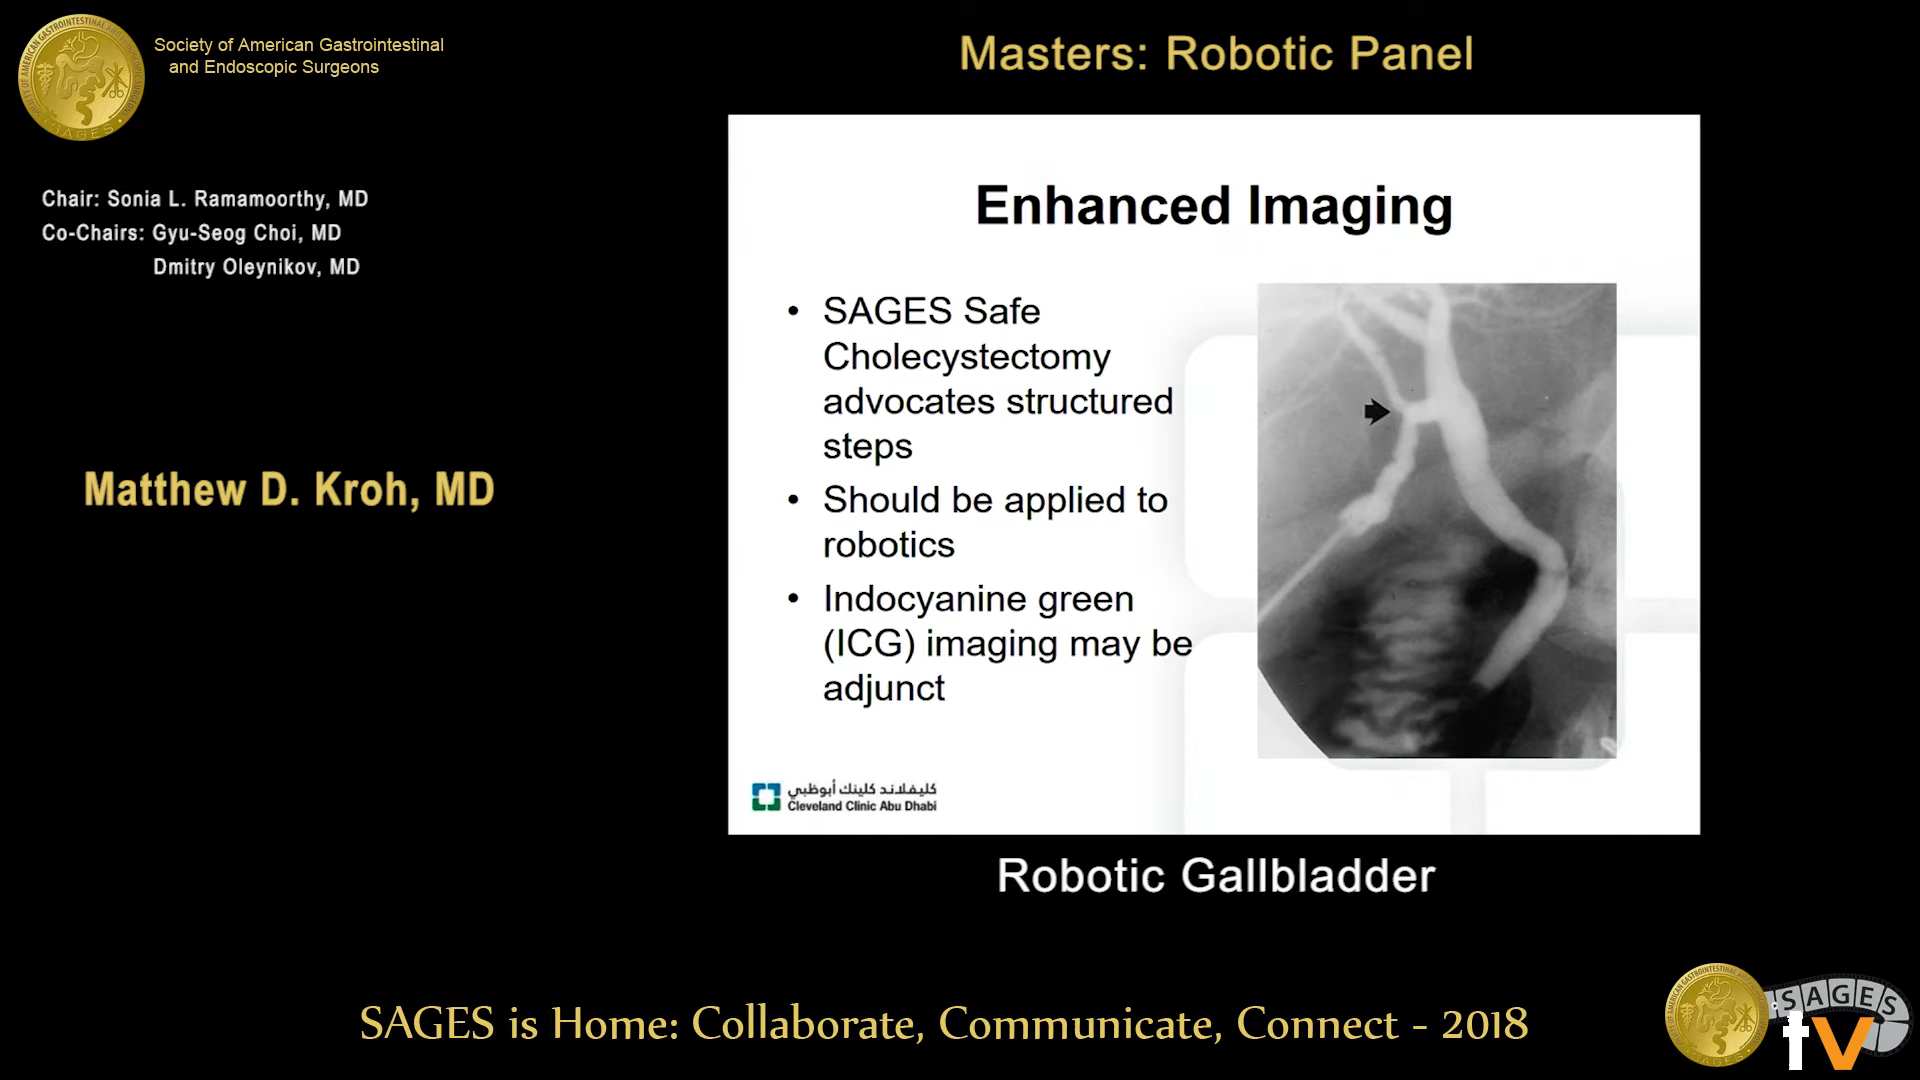 Society of American Gastrointestinal
and Endoscopic Surgeons
Masters: Robotic Panel
Chair: Sonia L. Ramamoorthy, MD
Co-Chairs: Gyu-Seog Choi, MD
Dmitry Oleynikov, MD
Matthew D. Kroh, MD
Enhanced Imaging
• SAGES Safe
Cholecystectomy
advocates structured
steps
• Should be applied to
robotics
• Indocyanine green
(ICG) imaging may be
adjunct
كليفلاند كلينك أبوظبي
Cleveland Clinic Abu Dhabi
Robotic Gallbladder
SAGES is Home: Collaborate, Communicate, Connect - 2018
SAGES
tv